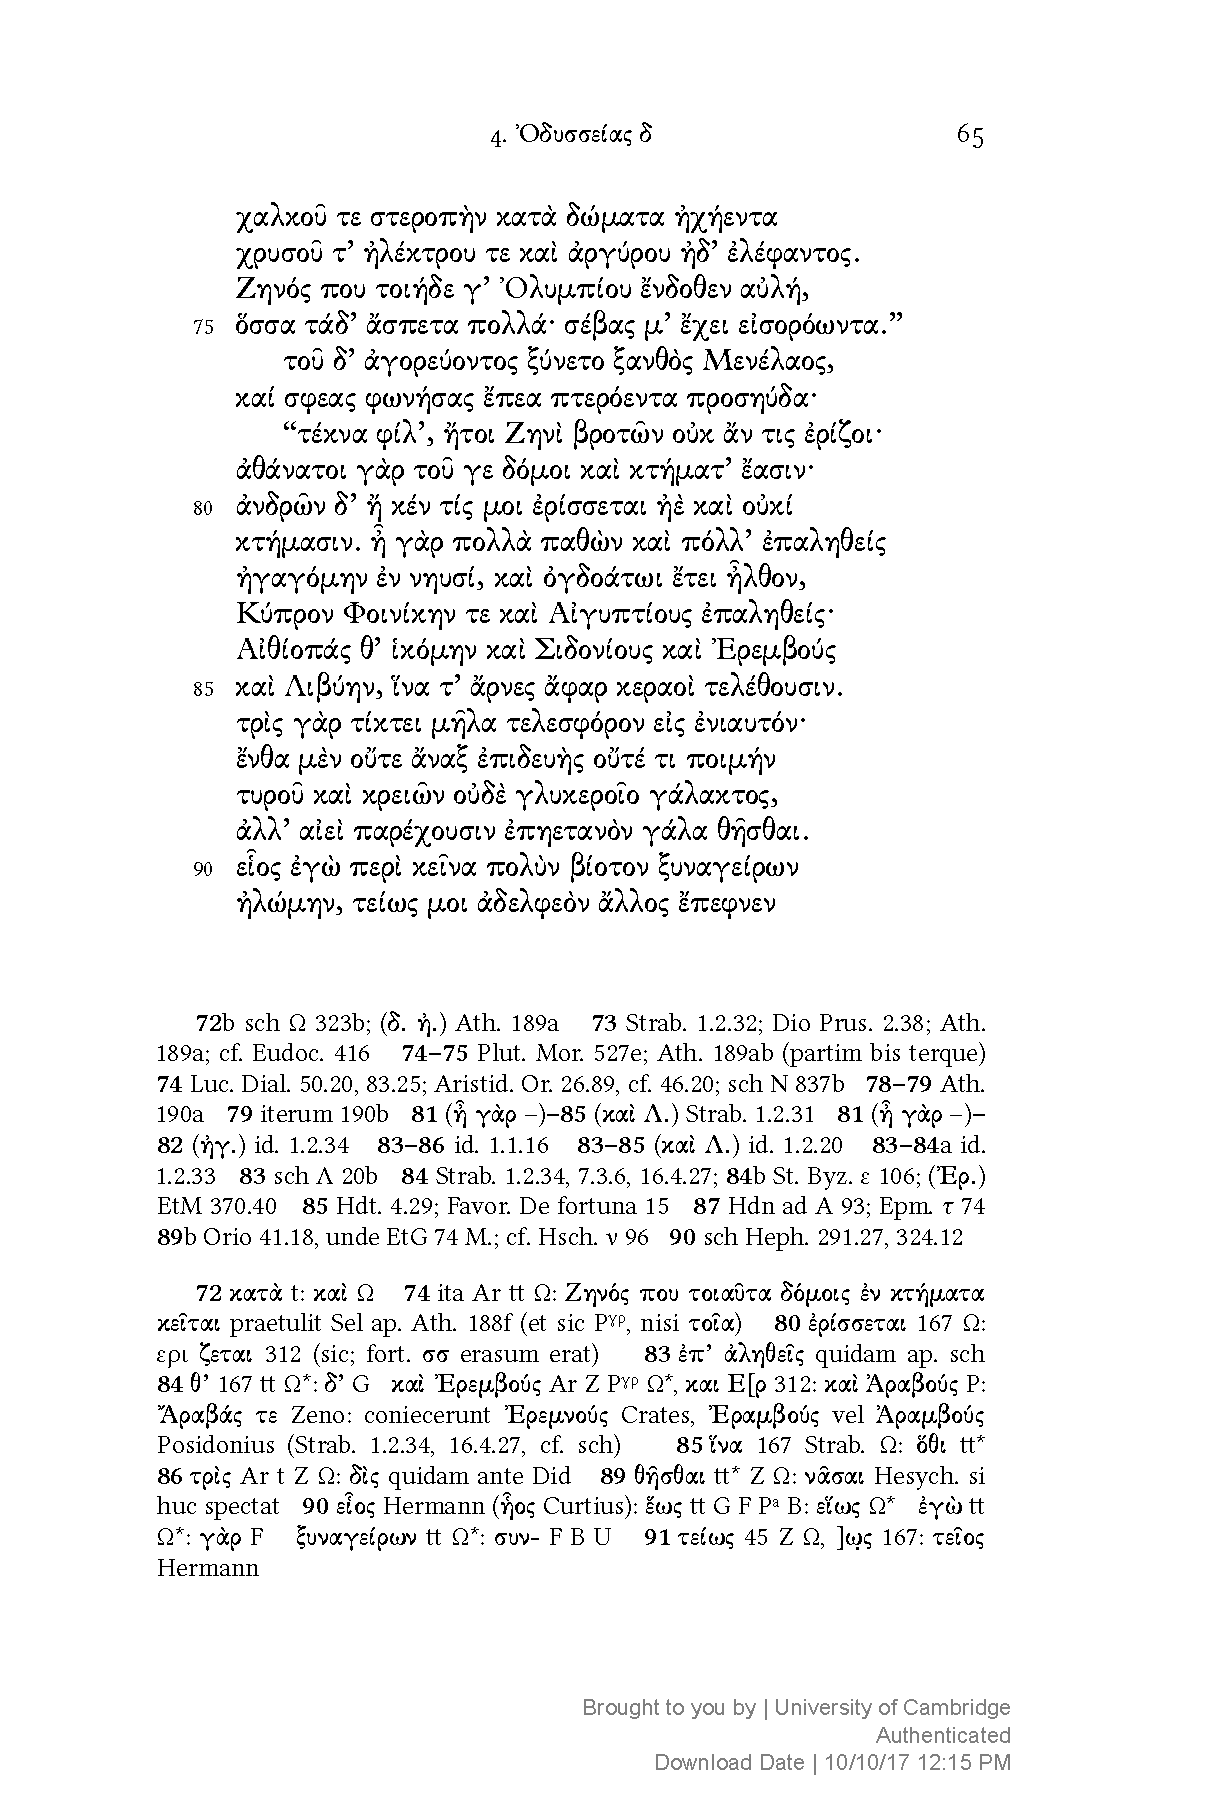 4. Ὀδυσσείας δ 65
χαλκοῦ τε στεροπὴν κατὰ δώματα ἠχήεντα
χρυσοῦ τ’ ἠλέκτρου τε καὶ ἀργύρου ἠδ’ ἐλέφαντος.
Ζηνός που τοιήδε γ’ Ὀλυμπίου ἔνδοθεν αὐλή,
75 ὅσσα τάδ’ ἄσπετα πολλά· σέβας μ’ ἔχει εἰσορόωντα.”
τοῦ δ’ ἀγορεύοντος ξύνετο ξανθὸς Μενέλαος,
καί σφεας φωνήσας ἔπεα πτερόεντα προσηύδα·
“τέκνα φίλ’, ἤτοι Ζηνὶ βροτῶν οὐκ ἄν τις ἐρίζοι·
ἀθάνατοι γὰρ τοῦ γε δόμοι καὶ κτήματ’ ἔασιν·
80 ἀνδρῶν δ’ ἤ κέν τίς μοι ἐρίσσεται ἠὲ καὶ οὐκί
κτήμασιν. ἦ γὰρ πολλὰ παθὼν καὶ πόλλ’ ἐπαληθείς
ἠγαγόμην ἐν νηυσί, καὶ ὀγδοάτωι ἔτει ἦλθον,
Κύπρον Φοινίκην τε καὶ Αἰγυπτίους ἐπαληθείς·
Αἰθίοπάς θ’ ἱκόμην καὶ Σιδονίους καὶ Ἐρεμβούς
85 καὶ Λιβύην, ἵνα τ’ ἄρνες ἄφαρ κεραοὶ τελέθουσιν.
τρὶς γὰρ τίκτει μῆλα τελεσφόρον εἰς ἐνιαυτόν·
ἔνθα μὲν οὔτε ἄναξ ἐπιδευὴς οὔτέ τι ποιμήν
τυροῦ καὶ κρειῶν οὐδὲ γλυκεροῖο γάλακτος,
ἀλλ’ αἰεὶ παρέχουσιν ἐπηετανὸν γάλα θῆσθαι.
90 εἷος ἐγὼ περὶ κεῖνα πολὺν βίοτον ξυναγείρων
ἠλώμην, τείως μοι ἀδελφεὸν ἄλλος ἔπεφνεν
72b sch Ω 323b; (δ. ἠ.) Ath. 189a 73 Strab. 1.2.32; Dio Prus. 2.38; Ath.
189a; cf. Eudoc. 416 74–75 Plut. Mor. 527e; Ath. 189ab (partim bis terque)
74 Luc. Dial. 50.20, 83.25; Aristid. Or. 26.89, cf. 46.20; sch N 837b 78–79 Ath.
190a 79 iterum 190b 81 (ἦ γὰρ –)–85 (καὶ Λ.) Strab. 1.2.31 81 (ἦ γὰρ –)–
82 (ἠγ.) id. 1.2.34 83–86 id. 1.1.16 83–85 (καὶ Λ.) id. 1.2.20 83–84a id.
1.2.33 83 sch Λ 20b 84 Strab. 1.2.34, 7.3.6, 16.4.27; 84b St. Byz. ε 106; (Ἐρ.)
EtM 370.40 85 Hdt. 4.29; Favor. De fortuna 15 87 Hdn ad A 93; Epm. τ 74
89b Orio 41.18, unde EtG 74 M.; cf. Hsch. ν 96 90 sch Heph. 291.27, 324.12
72 κατὰ t: καὶ Ω 74 ita Ar tt Ω: Ζηνός που τοιαῦτα δόμοις ἐν κτήματα
κεῖται praetulit Sel ap. Ath. 188f (et sic Pᵞᵖ, nisi τοῖα) 80 ἐρίσσεται 167 Ω:
ερι ζεται 312 (sic; fort. σσ erasum erat) 83 ἐπ’ ἀληθεῖς quidam ap. sch
84 θ’ 167 tt Ω*: δ’ G καὶ Ἐρεμβούς Ar Z Pᵞᵖ Ω*, και Ε[ρ 312: καὶ Ἀραβούς P:
Ἄραβάς τε Zeno: coniecerunt Ἐρεμνούς Crates, Ἐραμβούς vel Ἀραμβούς
Posidonius (Strab. 1.2.34, 16.4.27, cf. sch) 85 ἵνα 167 Strab. Ω: ὅθι tt*
86 τρὶς Ar t Z Ω: δὶς quidam ante Did 89 θῆσθαι tt* Z Ω: νᾶσαι Hesych. si
huc spectat 90 εἷος Hermann (ἧος Curtius): ἕως tt G F Pᵃ B: εἵως Ω* ἐγὼ tt
Ω*: γὰρ F ξυναγείρων tt Ω*: συν- F B U 91 τείως 45 Z Ω, ]ω̣ς 167: τεῖος
Hermann
Brought to you by | University of Cambridge
Authenticated
Download Date | 10/10/17 12:15 PM